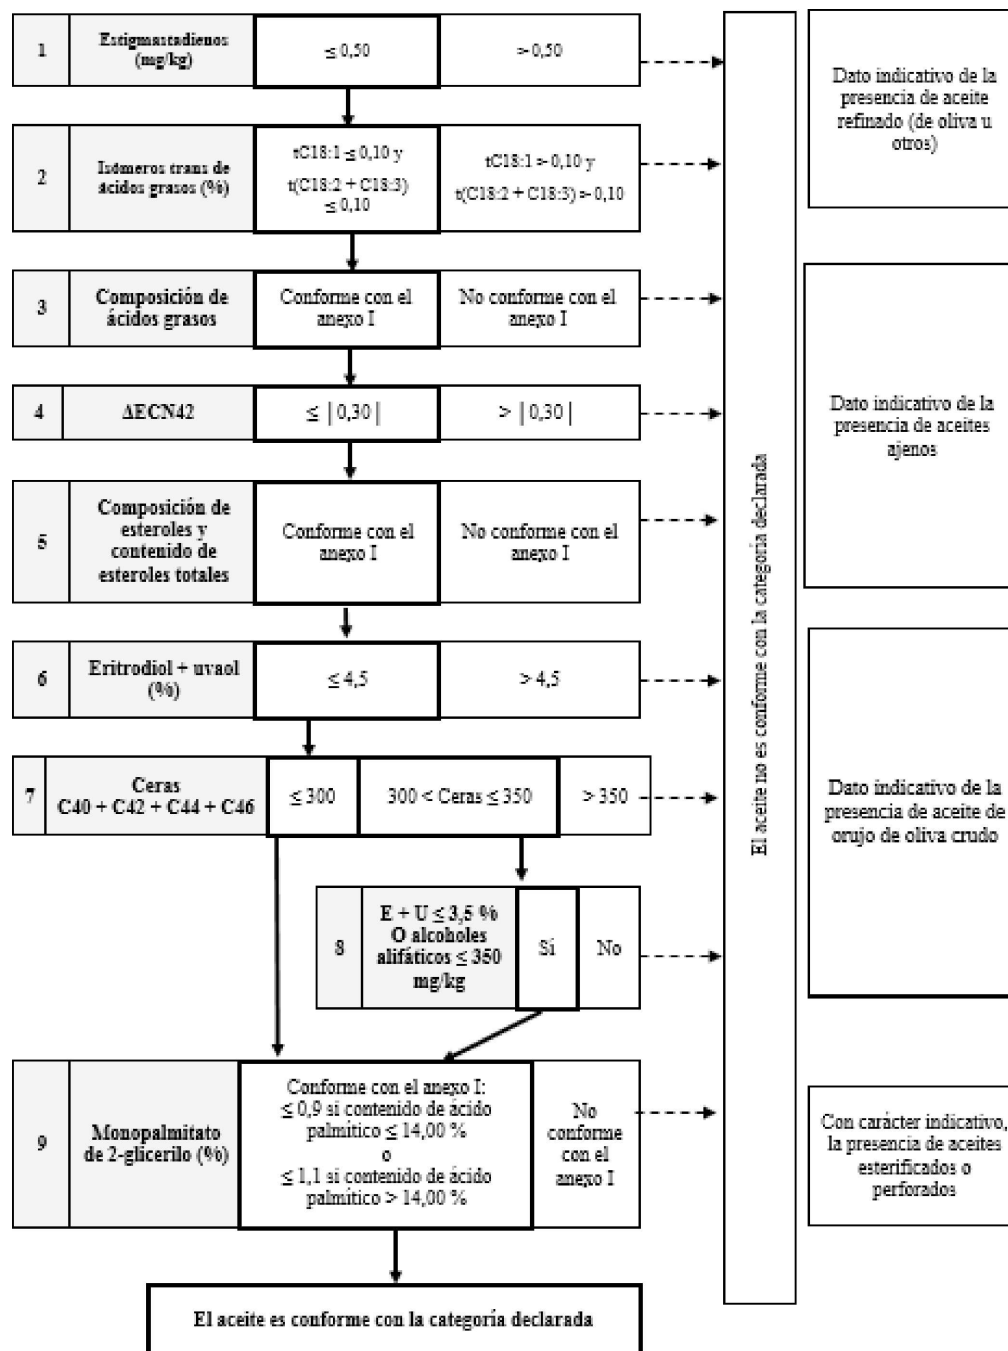 1
Estigmastadienos
(mg/kg)
≤ 0,50
> 0,50
2
Isómeros trans de
ácidos grasos (%)
tC18:1 ≤ 0,10 y
t(C18:2 + C18:3)
≤ 0,10
tC18:1 > 0,10 y
t(C18:2 + C18:3) > 0,10
3
Composición de
ácidos grasos
Conforme con el
anexo I
No conforme con el
anexo I
4
ΔECN42
≤ | 0,30 |
> | 0,30 |
5
Composición de
esteroles y
contenido de
esteroles totales
Conforme con el
anexo I
No conforme con el
anexo I
6
Eritrodiol + uvaol
(%)
≤ 4,5
> 4,5
7
Ceras
C40 + C42 + C44 + C46
≤ 300
300 < Ceras ≤ 350
> 350
8
E + U ≤ 3,5 %
O alcoholes
alifáticos ≤ 350
mg/kg
Sí
No
9
Monopalmitato
de 2-glicerilo (%)
Conforme con el anexo I:
≤ 0,9 si contenido de ácido
palmítico ≤ 14,00 %
o
≤ 1,1 si contenido de ácido
palmítico > 14,00 %
No
conforme
con el
anexo I
El aceite es conforme con la categoría declarada
El aceite no es conforme con la categoría declarada
Dato indicativo de la
presencia de aceite
refinado (de oliva u
otros)
Dato indicativo de la
presencia de aceites
ajenos
Dato indicativo de la
presencia de aceite de
orujo de oliva crudo
Con carácter indicativo,
la presencia de aceites
esterificados o
perforados